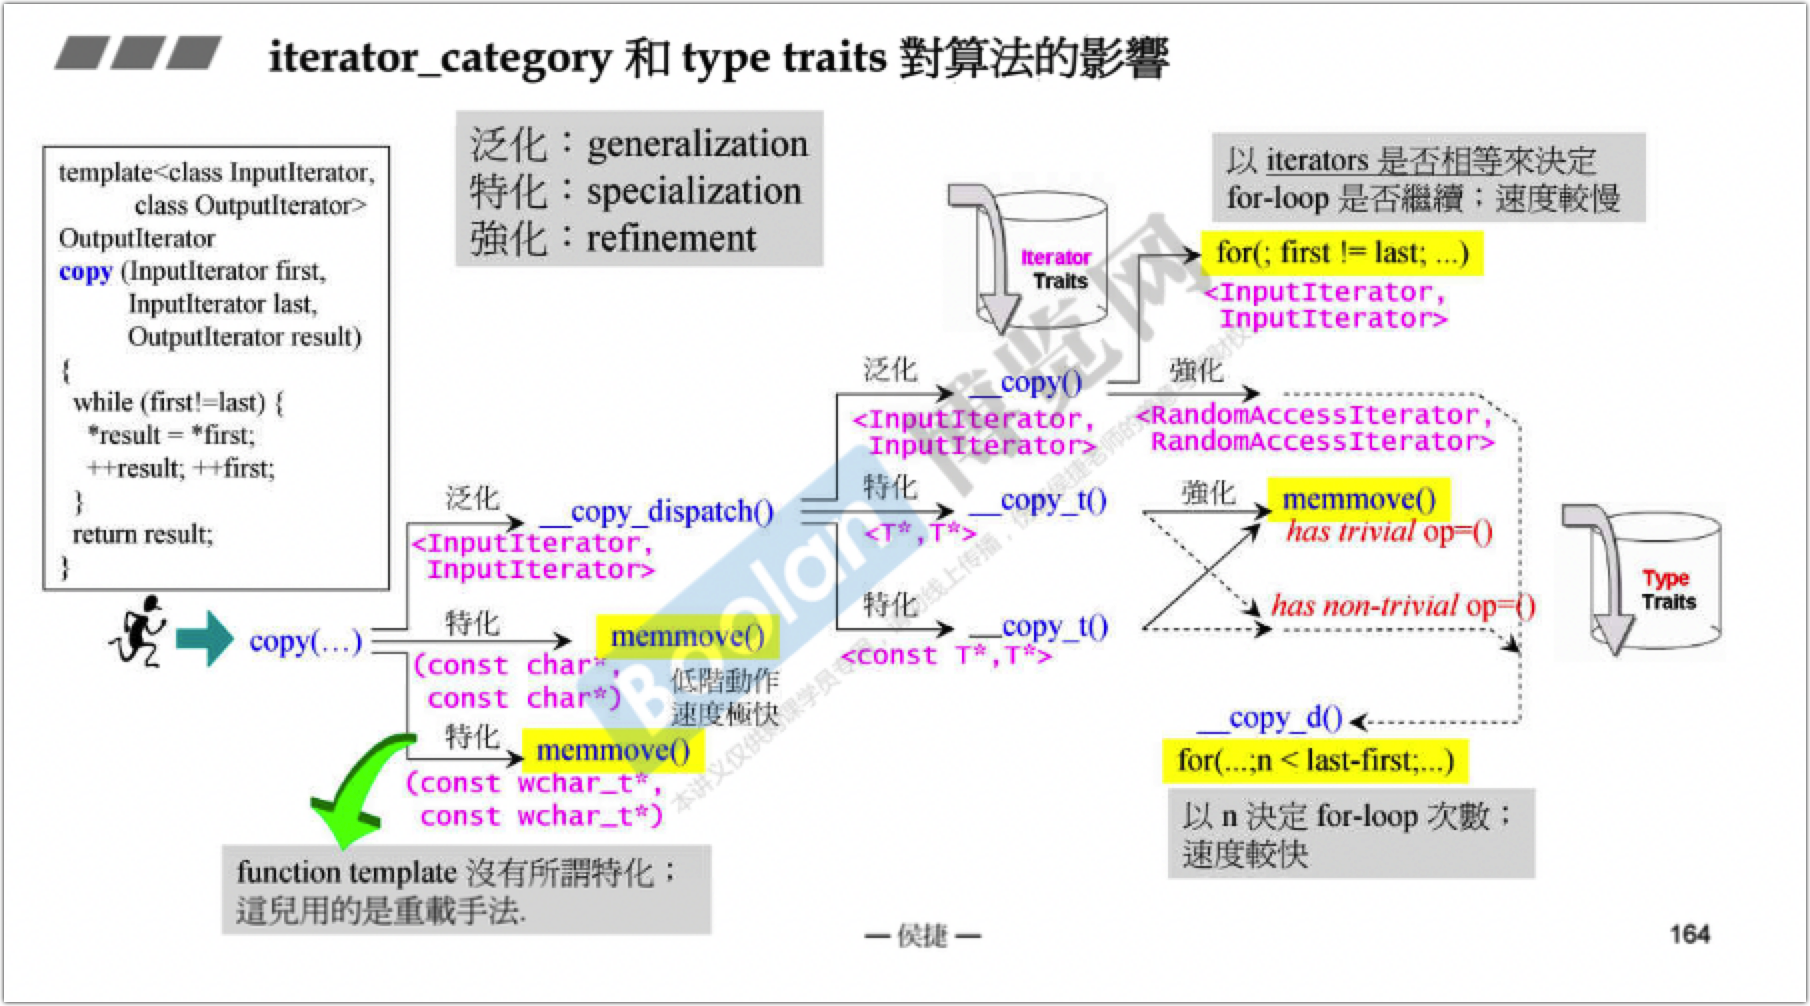 iterator_category 和 type traits 對算法的影響
template<class InputIterator,
class OutputIterator>
OutputIterator
copy (InputIterator first,
InputIterator last,
OutputIterator result)
{
while (first!=last) {
*result = *first;
++result; ++first;
}
return result;
}
泛化：generalization
特化：specialization
強化：refinement
copy(…)
泛化
<InputIterator,
InputIterator>
__copy_dispatch()
特化
(const char*,
const char*)
memmove()
低階動作
速度極快
特化
(const wchar_t*,
const wchar_t*)
memmove()
function template 沒有所謂特化；
這兒用的是重載手法.
泛化
<InputIterator,
InputIterator>
__copy()
特化
<T*,T*>
__copy_t()
特化
<const T*,T*>
__copy_t()
Iterator
Traits
以 iterators 是否相等來決定
for-loop 是否繼續；速度較慢
for(; first != last; ...)
<InputIterator,
InputIterator>
強化
<RandomAccessIterator,
RandomAccessIterator>
強化
memmove()
has trivial op=()
has non-trivial op=()
Type
Traits
__copy_d()
for(...;n < last-first;...)
以 n 決定 for-loop 次數；
速度較快
Boolan
博览网
— 侯捷 —
164